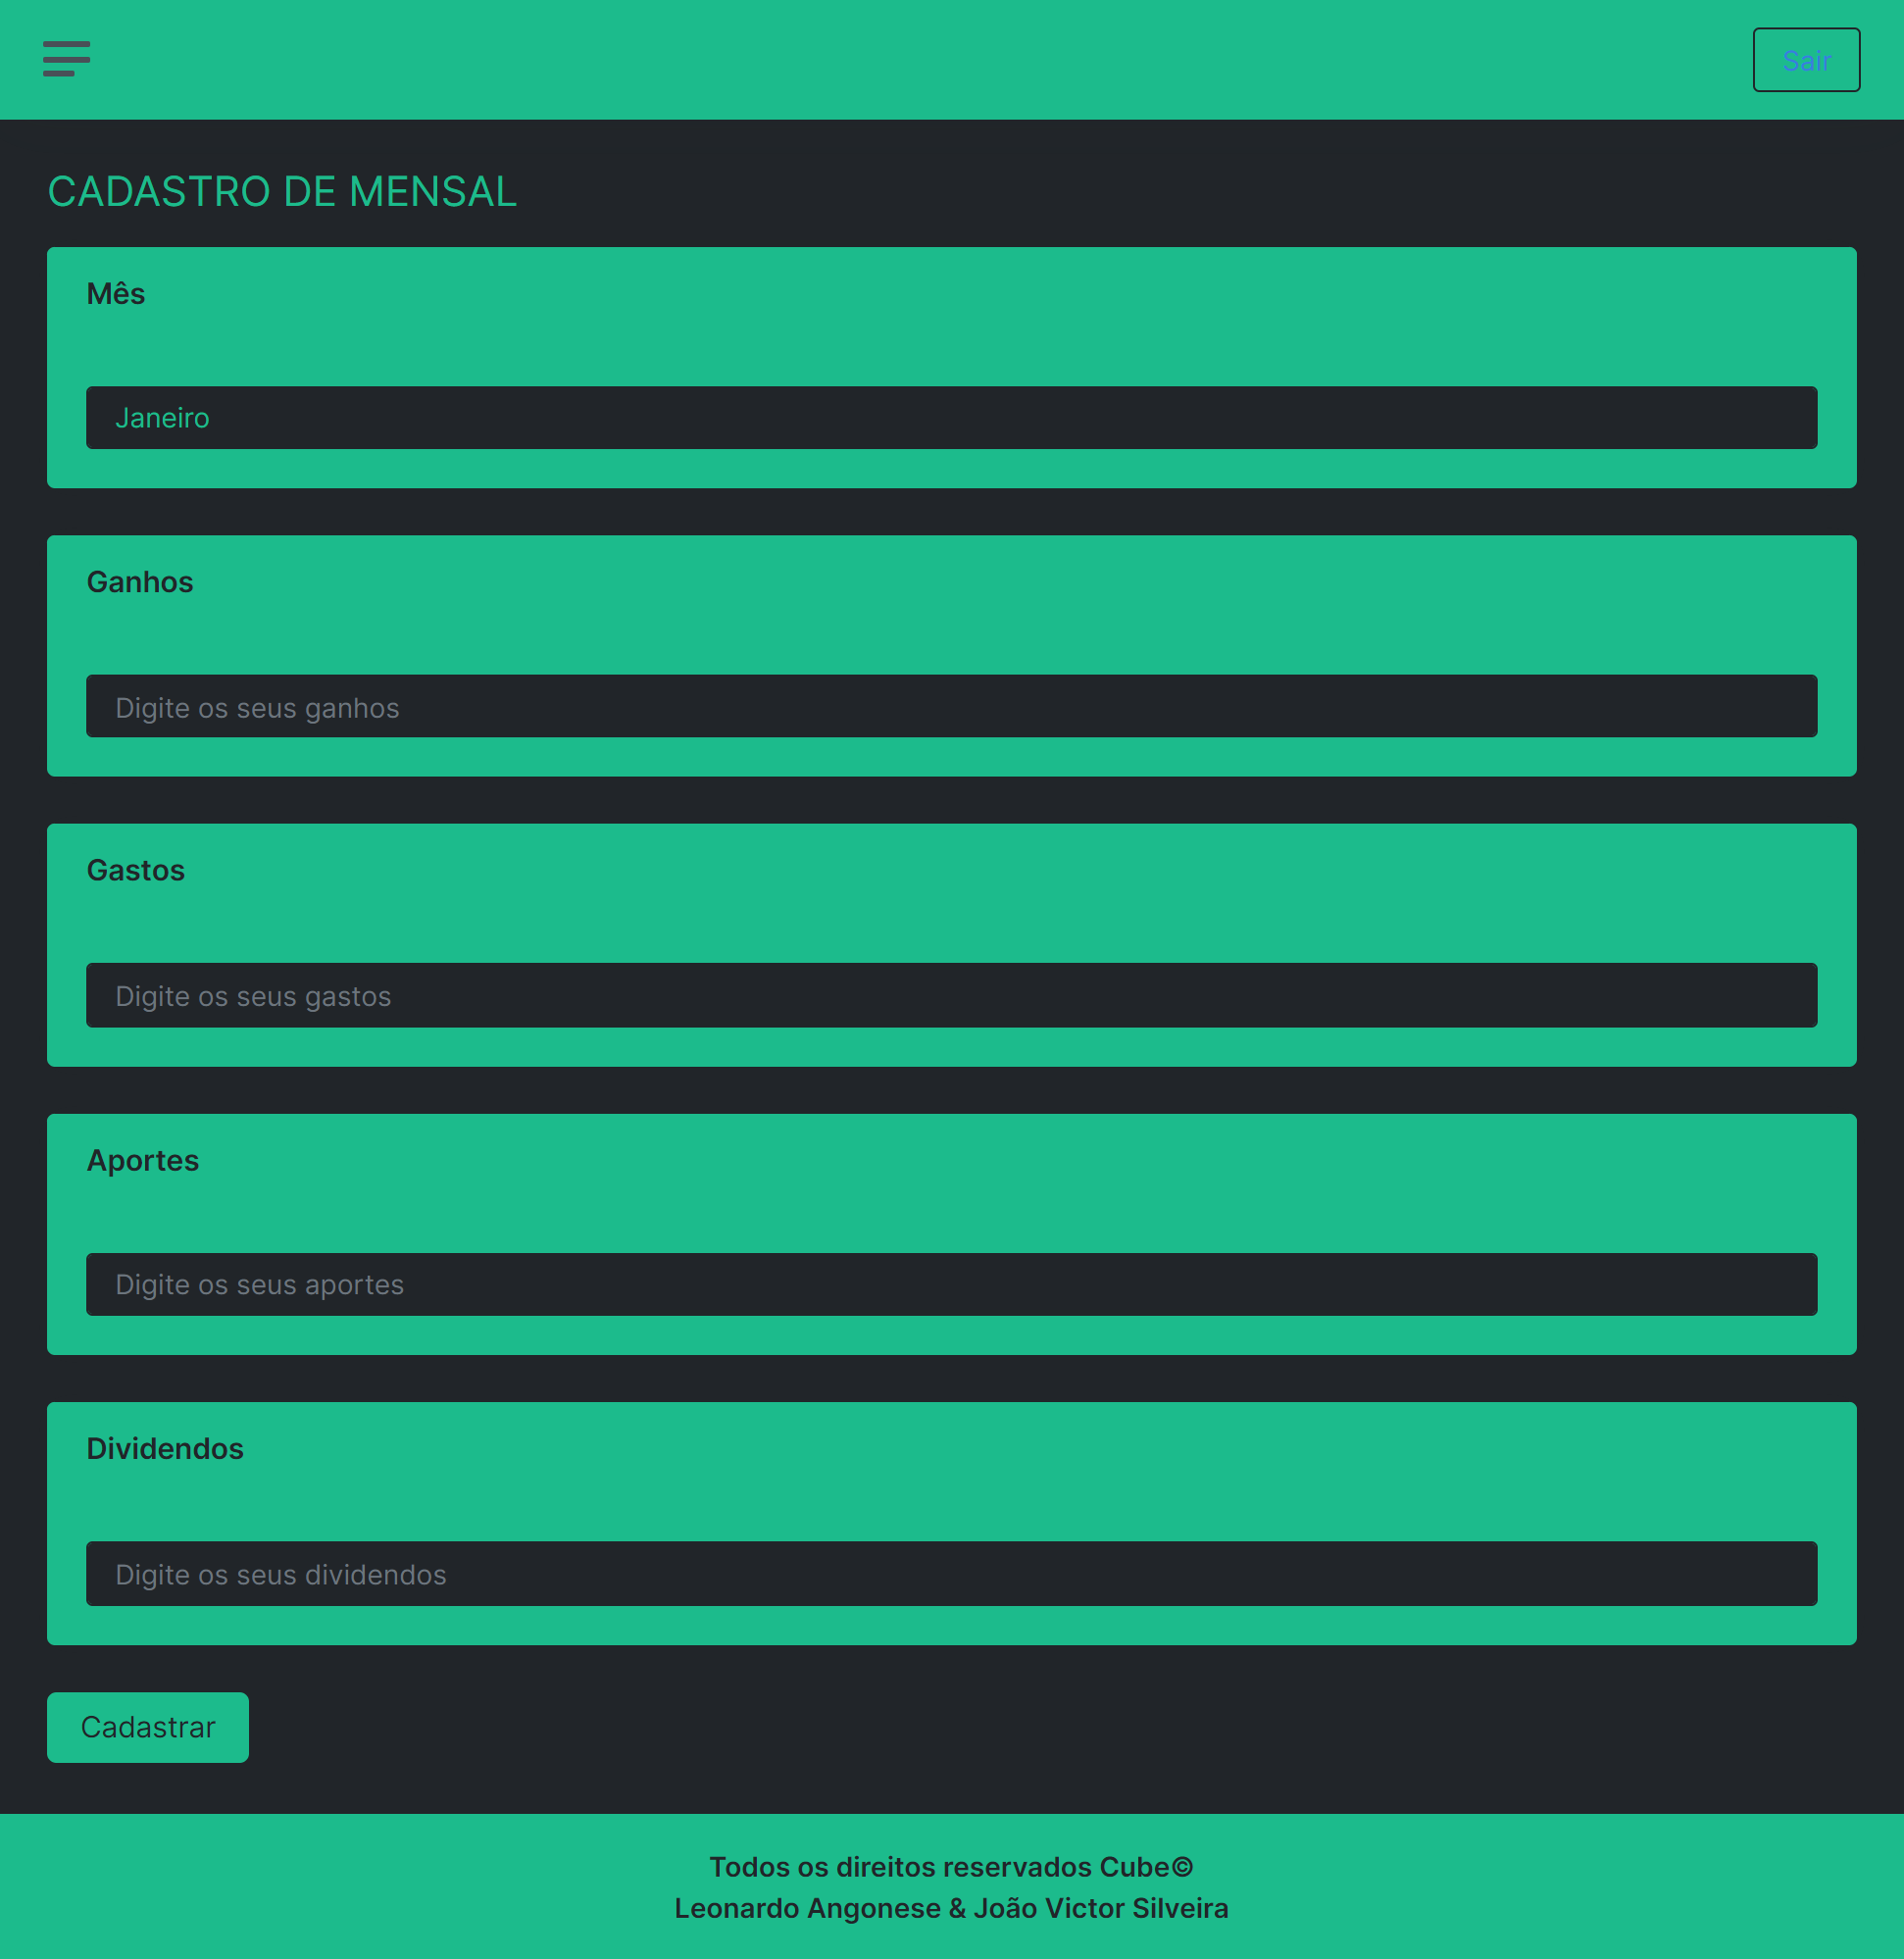 Sair
CADASTRO DE MENSAL
Mês
Janeiro
Ganhos
Digite os seus ganhos
Gastos
Digite os seus gastos
Aportes
Digite os seus aportes
Dividendos
Digite os seus dividendos
Cadastrar
Todos os direitos reservados Cube©
Leonardo Angonese & João Victor Silveira